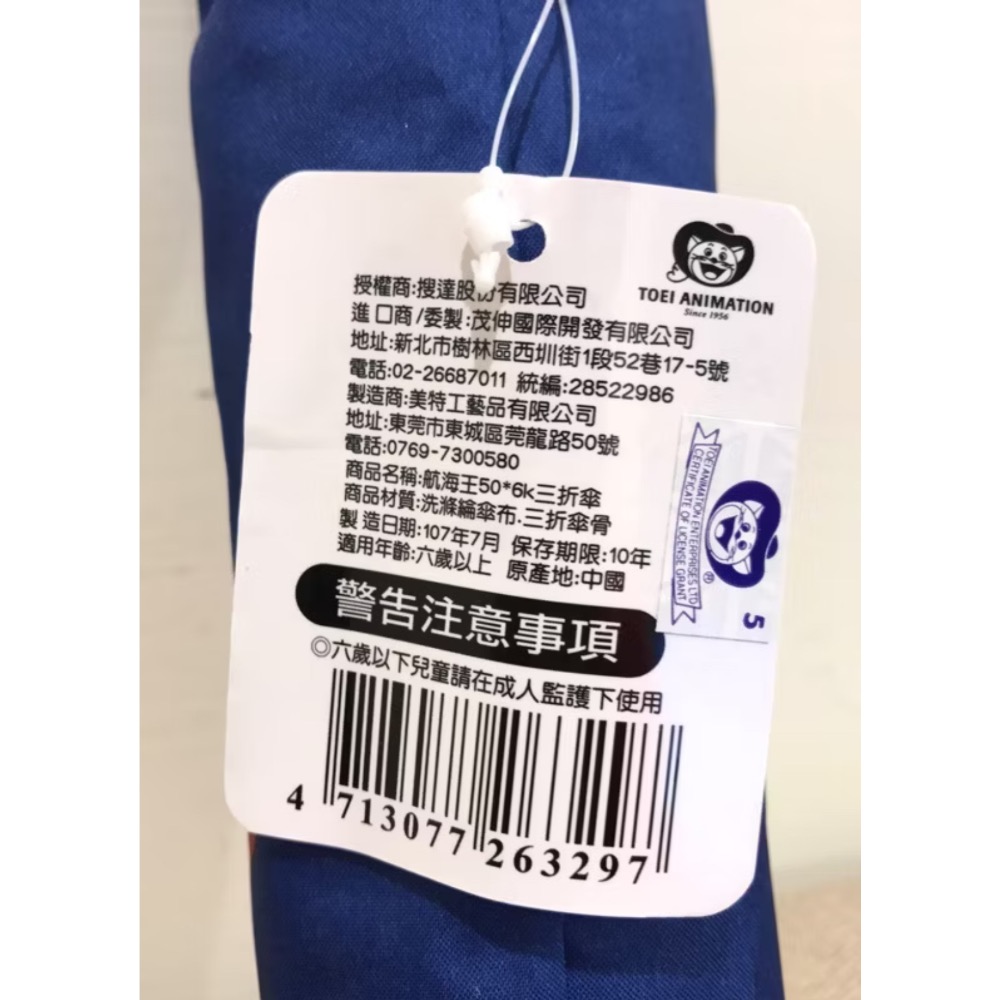 TOEI ANIMATION
Since 1956
授權商:搜達股份有限公司
進口商/委製:茂伸國際開發有限公司
地址:新北市樹林區西圳街1段52巷17-5號
電話:02-26687011 統編:28522986
製造商:美特工藝品有限公司
地址:東莞市東城區莞龍路50號
電話:0769-7300580
商品名稱:航海王50*6k三折傘
商品材質:洗滌綸傘布.三折傘骨
製造日期:107年7月 保存期限:10年
適用年齡:六歲以上 原產地:中國
警告注意事項
◎六歲以下兒童請在成人監護下使用
4 713077 263297
TOEI ANIMATION ENTERPRISES LTD
CERTIFICATE OF LICENSE GRANT
®
5